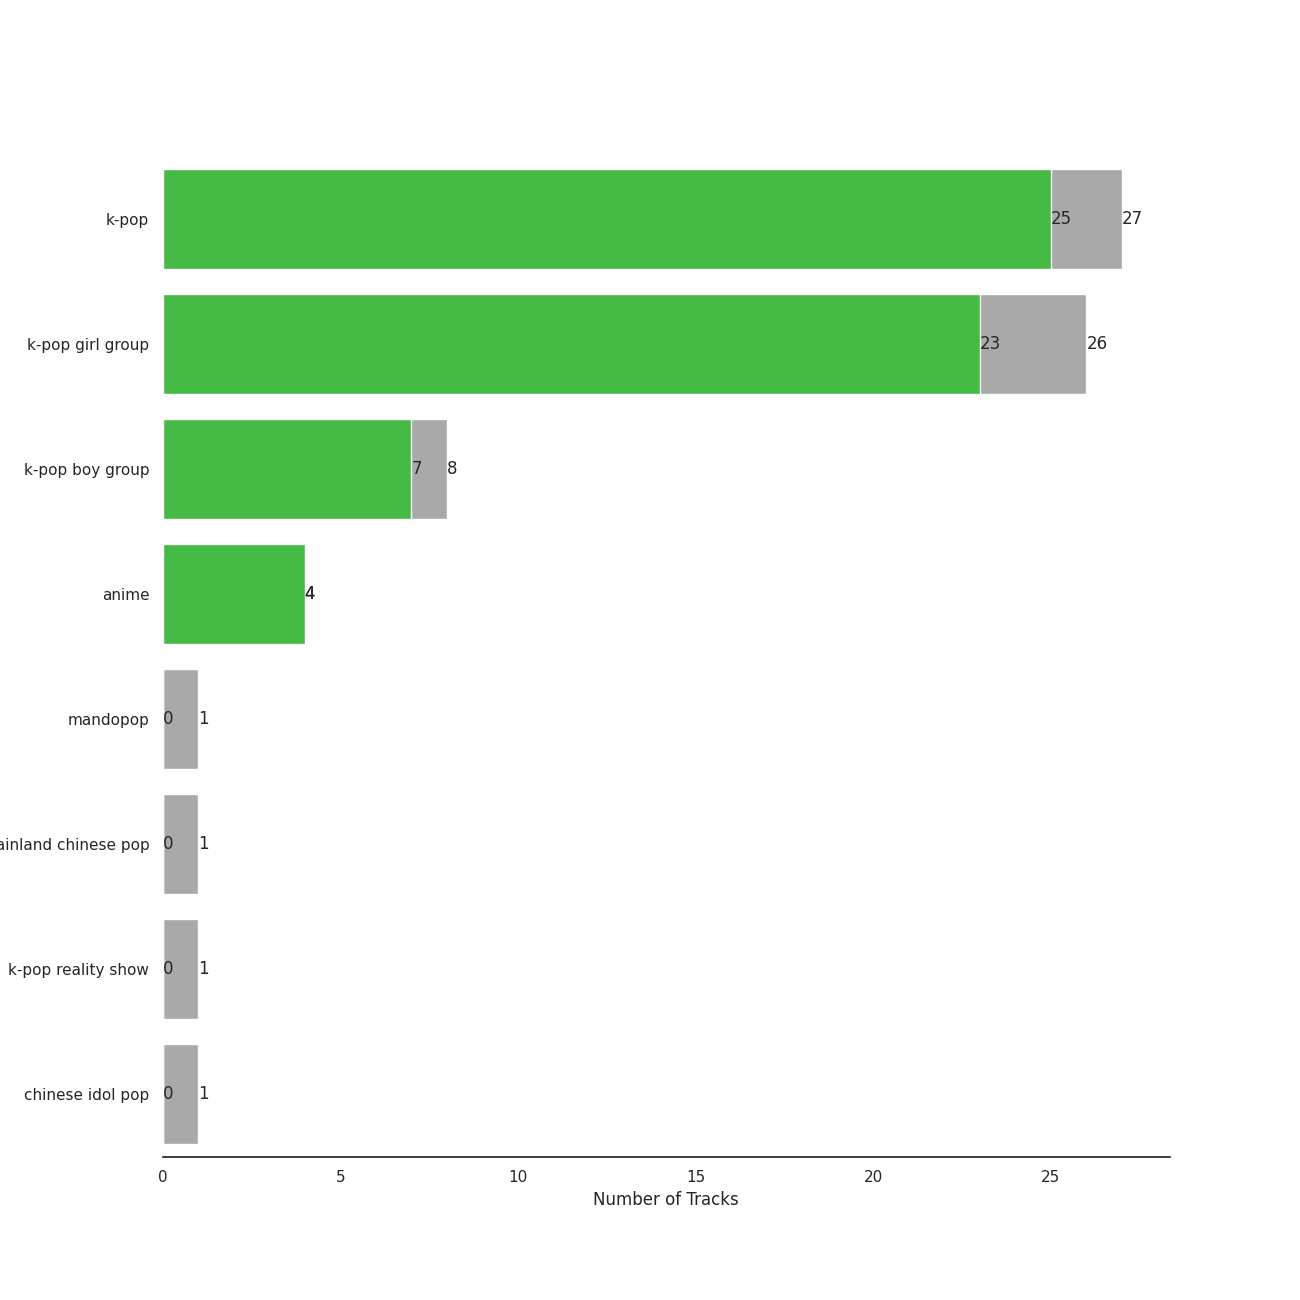 k-pop 25 27
k-pop girl group 23 26
k-pop boy group 7 8
anime 4
mandopop 0 1
ainland chinese pop 0 1
k-pop reality show 0 1
chinese idol pop 0 1
0 5 10 15 20 25
Number of Tracks